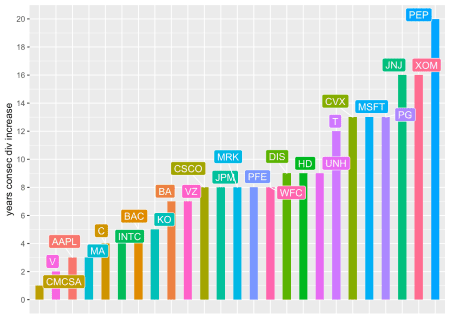 years consec div increase
20
18
16
14
12
10
8
6
4
2
0
CMCSA
V
AAPL
MA
C
INTC
BAC
KO
BA
VZ
CSCO
JPM
MRK
PFE
WFC
DIS
HD
UNH
T
CVX
MSFT
PG
JNJ
XOM
PEP